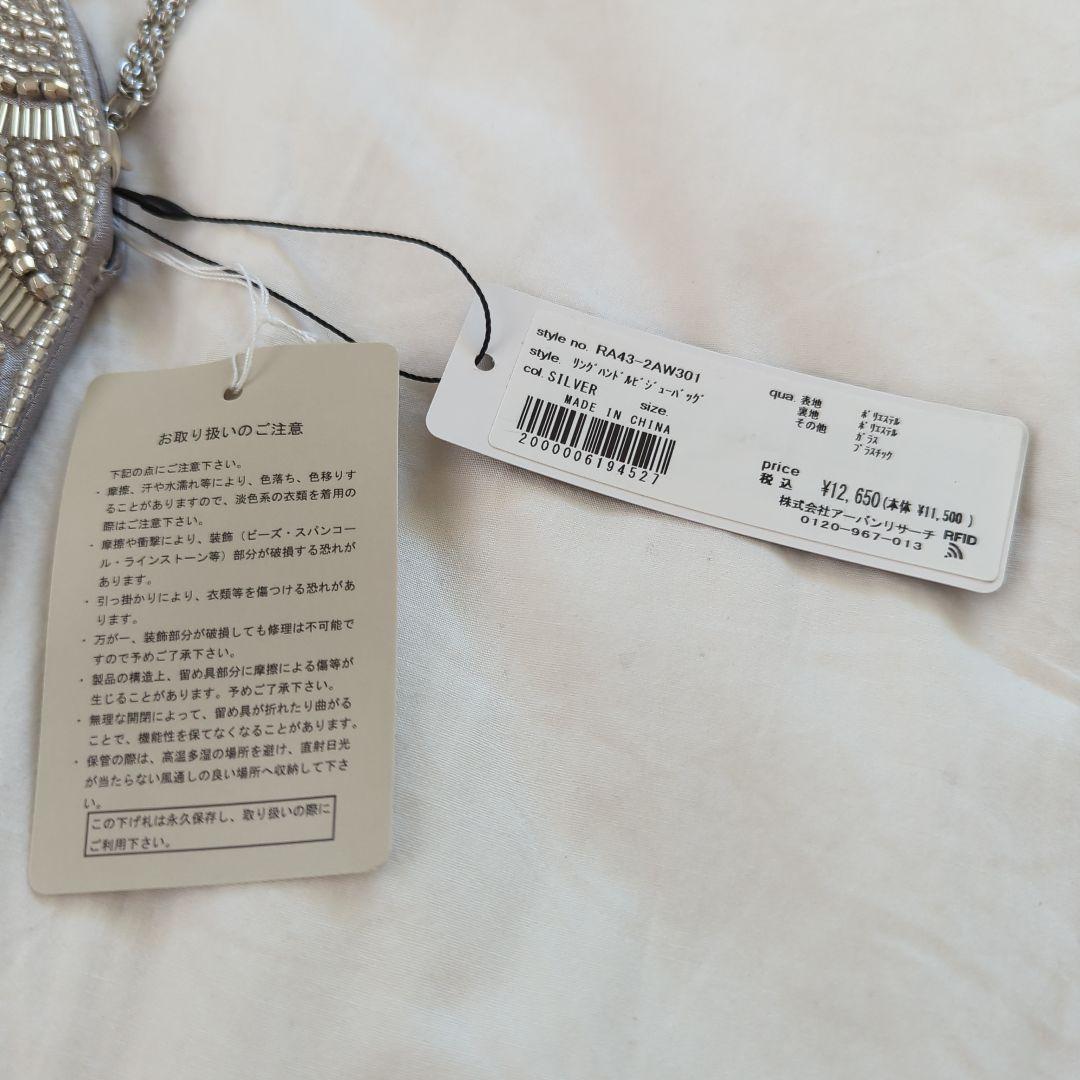 お取り扱いのご注意
下記の点にご注意下さい。
・摩擦、汗や水濡れ等により、色落ち、色移りす
ることがありますので、淡色系の衣類を着用の
際はご注意下さい。
・摩擦や衝撃により、装飾（ビーズ・スパンコー
ル・ラインストーン等）部分が破損する恐れが
あります。
・引っ掛かりにより、衣類等を傷つける恐れがあ
ります。
・万が一、装飾部分が破損しても修理は不可能で
すので予めご了承下さい。
・製品の構造上、留め具部分に摩擦による傷等が
生じることがあります。予めご了承下さい。
・無理な開閉によって、留め具が折れたり曲がる
ことで、機能性を保てなくなることがあります。
・保管の際は、高温多湿の場所を避け、直射日光
が当たらない風通しの良い場所へ収納して下さ
い。
この下げ札は永久保存し、取り扱いの際に
ご利用下さい。
style no. RA43-2AW301
style. ﾘﾝｸﾞﾊﾝﾄﾞﾙﾋﾞｼﾞｭｰﾊﾞｯｸﾞ
col. SILVER size.
MADE IN CHINA
2000006194527
qua. 表地 ﾎﾟﾘｴｽﾃﾙ
裏地 ﾎﾟﾘｴｽﾃﾙ
その他 ｶﾞﾗｽ
ﾌﾟﾗｽﾁｯｸ
price
税込 ¥12,650(本体 ¥11,500 )
株式会社アーバンリサーチ RFID
0120-967-013